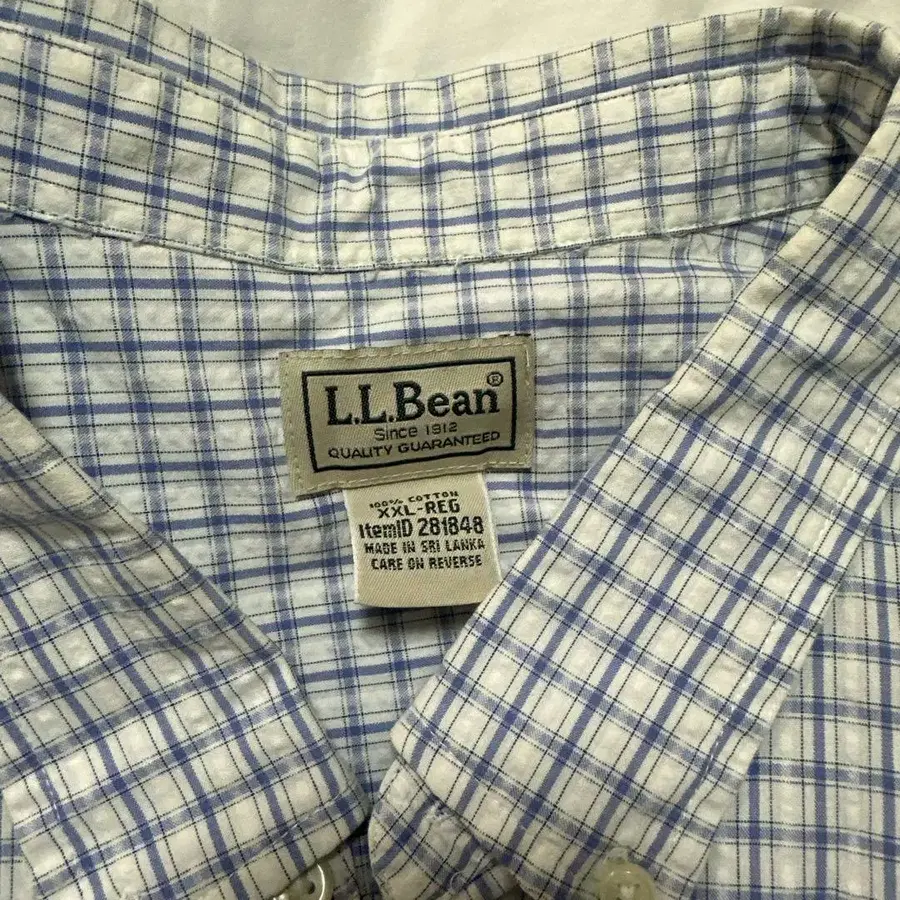 L.L.Bean®
Since 1912
QUALITY GUARANTEED
100% COTTON
XXL-REG
ItemID 281848
MADE IN SRI LANKA
CARE ON REVERSE